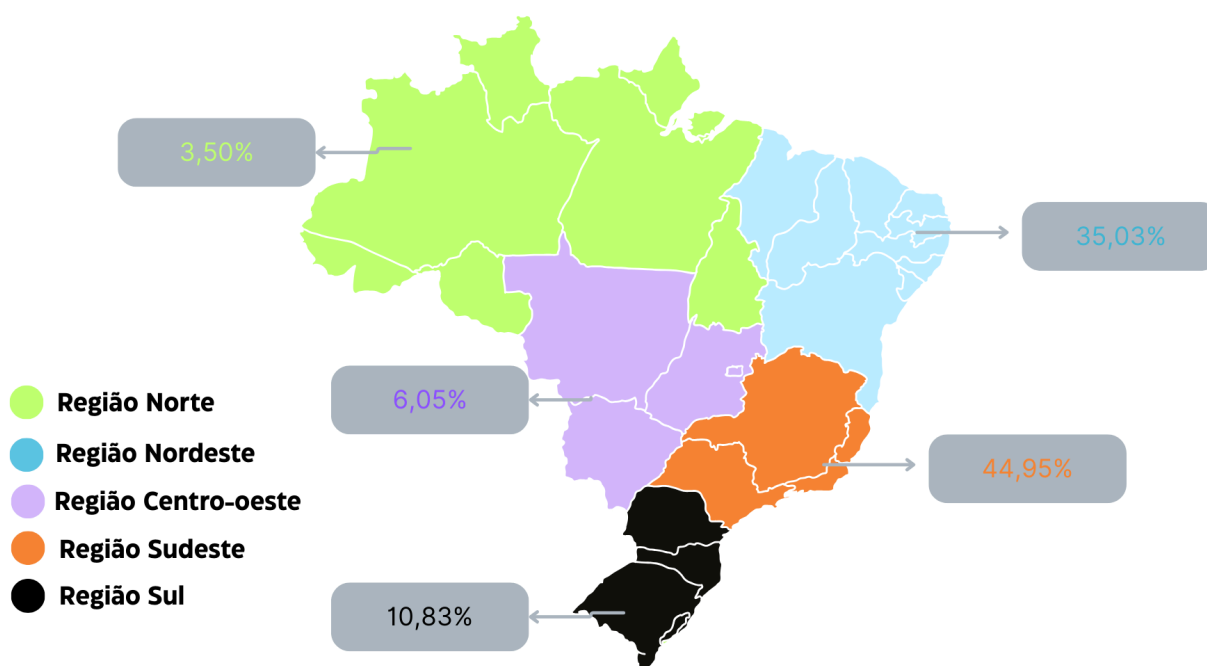 3,50%
35,03%
6,05%
44,95%
10,83%
Região Norte
Região Nordeste
Região Centro-oeste
Região Sudeste
Região Sul